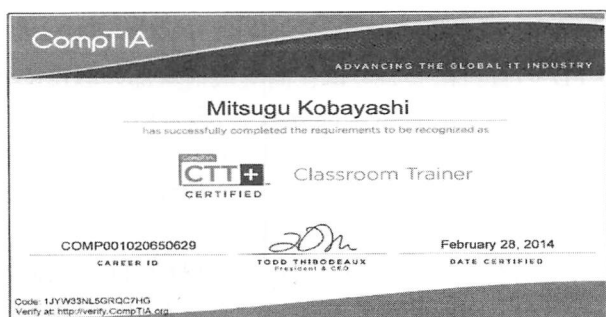 CompTIA.
ADVANCING THE GLOBAL IT INDUSTRY
Mitsugu Kobayashi
has successfully completed the requirements to be recognized as
CompTIA
CTT+
CERTIFIED
Classroom Trainer
COMP001020650629
CAREER ID
TODD THIBODEAUX
President & CEO
February 28, 2014
DATE CERTIFIED
Code: 1JYW33NL5GRQC7HG
Verify at: http://verify.CompTIA.org